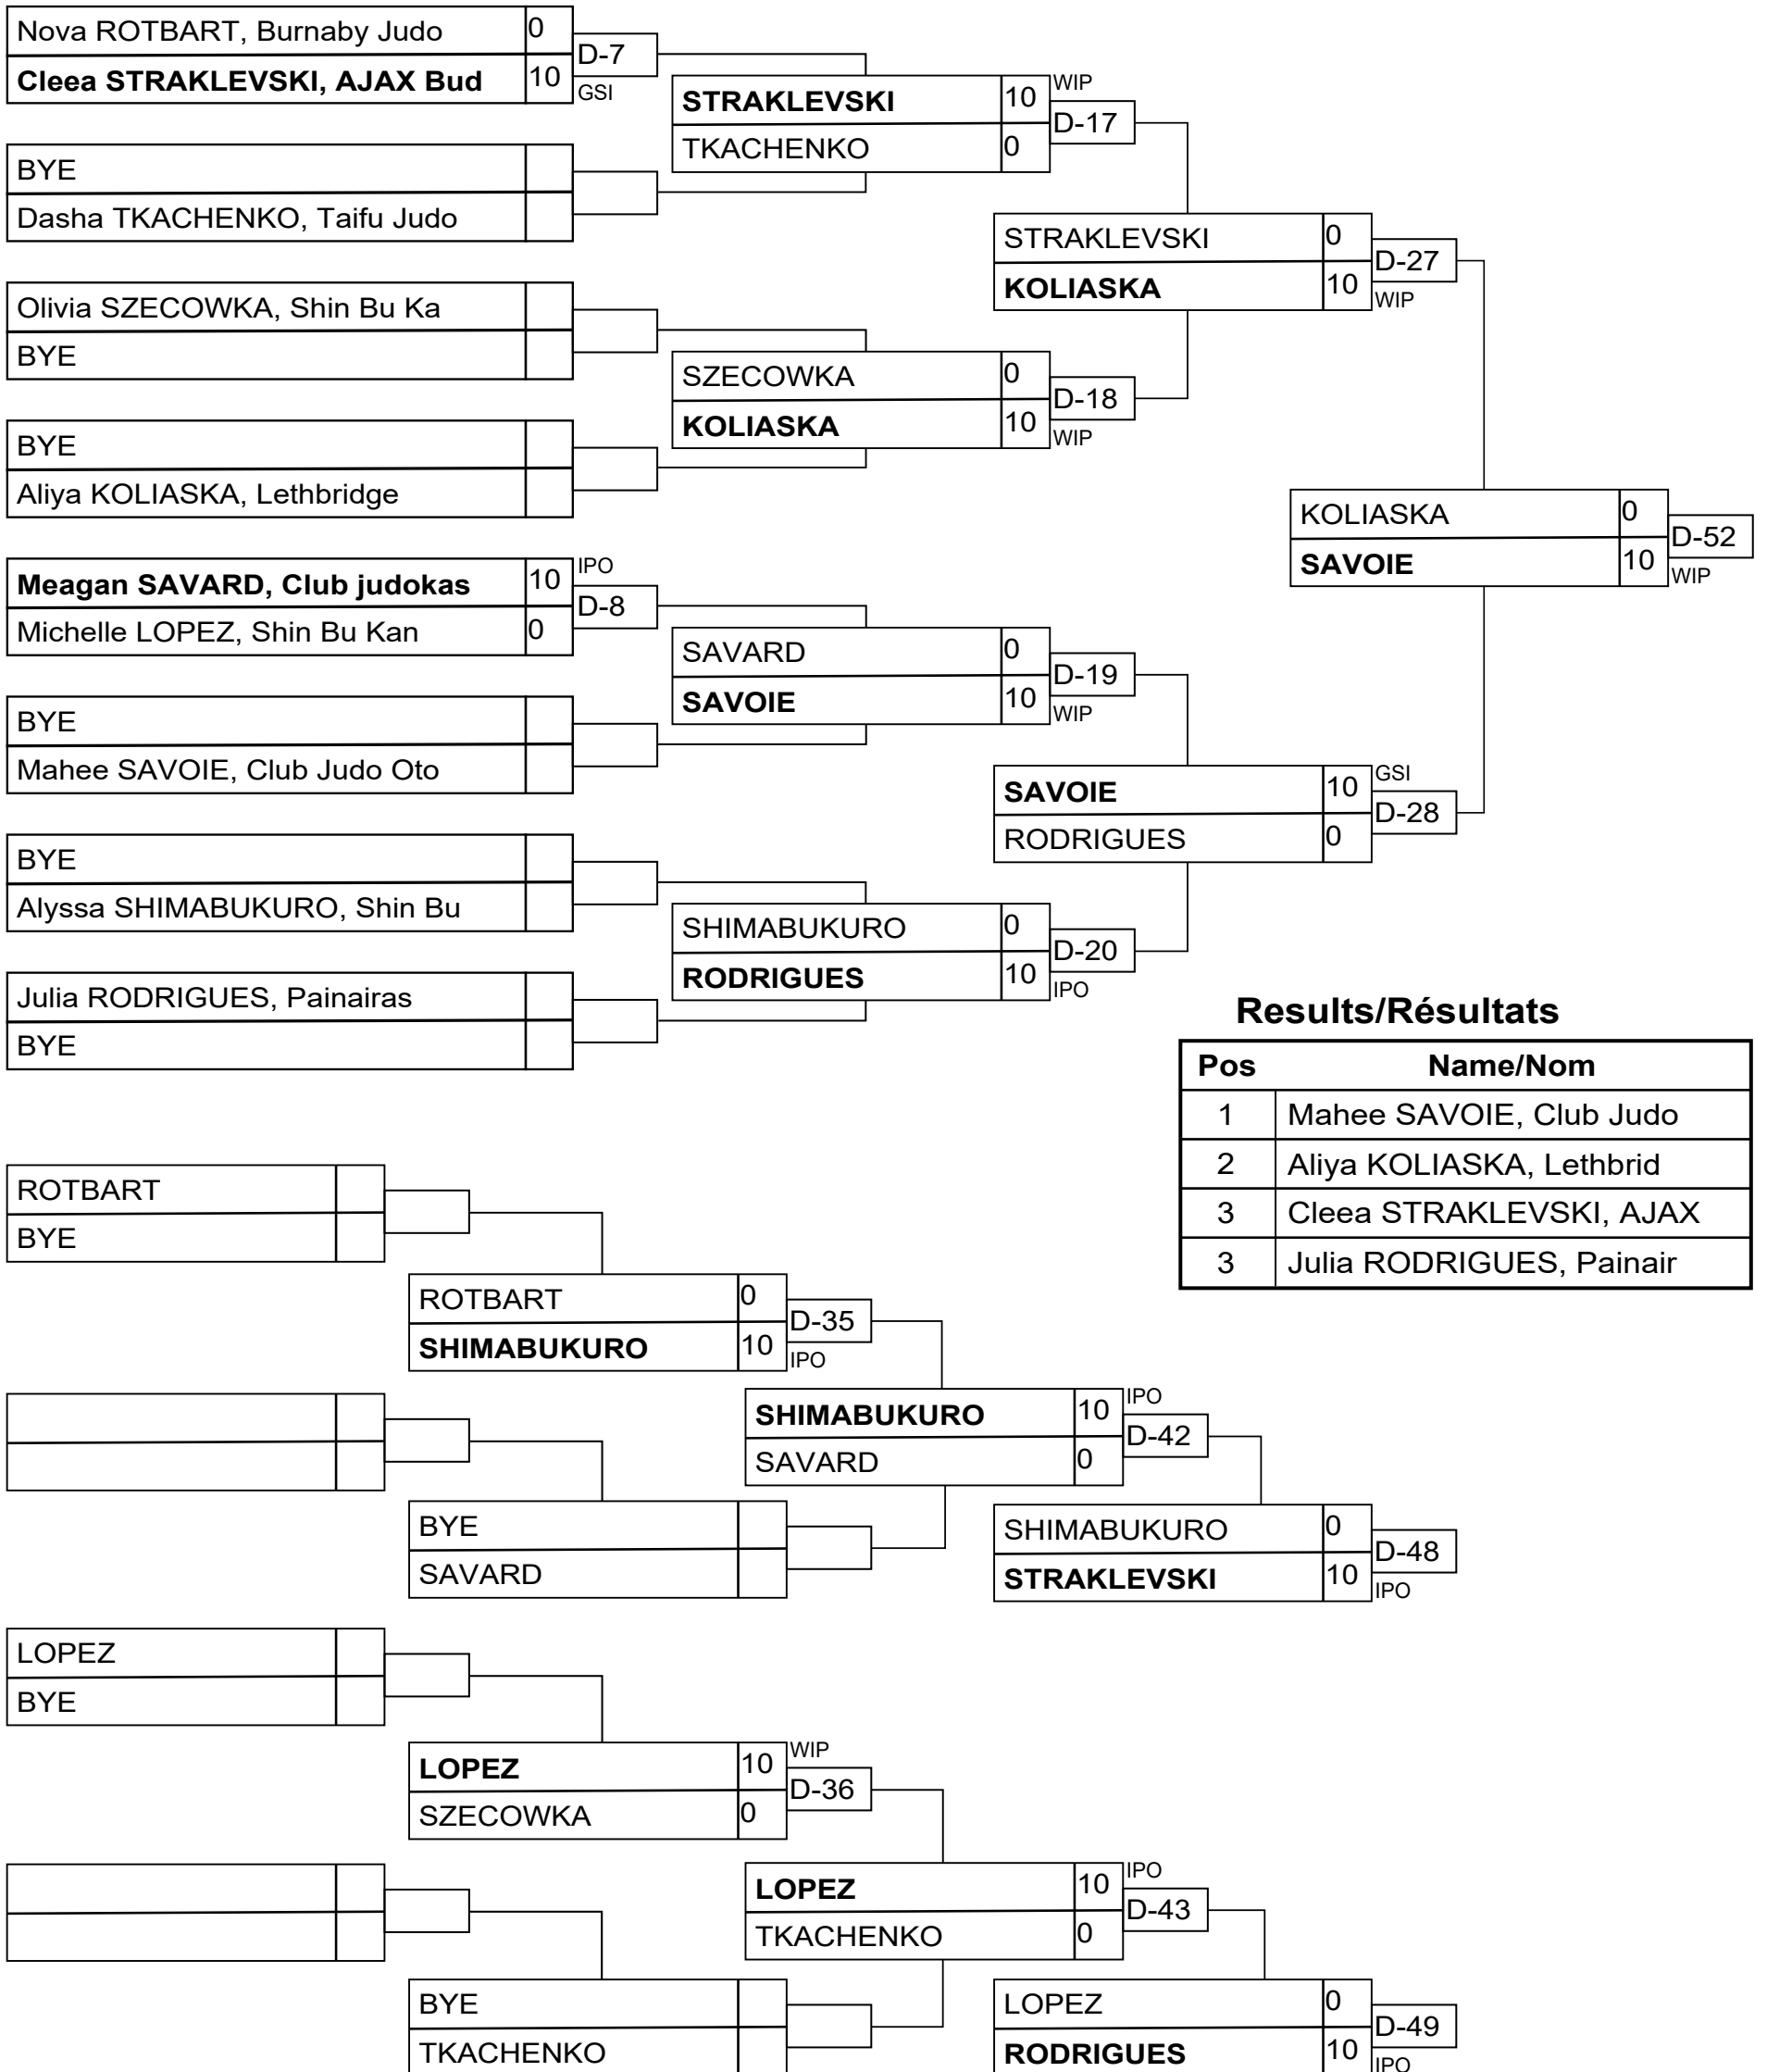 Nova ROTBART, Burnaby Judo 0
D-7
Cleea STRAKLEVSKI, AJAX Bud 10
GSI
BYE
Dasha TKACHENKO, Taifu Judo
STRAKLEVSKI 10 WIP
D-17
TKACHENKO 0
Olivia SZECOWKA, Shin Bu Ka
BYE
STRAKLEVSKI 0
D-27
KOLIASKA 10
WIP
SZECOWKA 0
D-18
KOLIASKA 10
WIP
BYE
Aliya KOLIASKA, Lethbridge
KOLIASKA 0
D-52
SAVOIE 10
WIP
Meagan SAVARD, Club judokas 10 IPO
D-8
Michelle LOPEZ, Shin Bu Kan 0
SAVARD 0
D-19
SAVOIE 10
WIP
BYE
Mahee SAVOIE, Club Judo Oto
SAVOIE 10 GSI
D-28
RODRIGUES 0
BYE
Alyssa SHIMABUKURO, Shin Bu
SHIMABUKURO 0
D-20
RODRIGUES 10
IPO
Julia RODRIGUES, Painairas
BYE
Results/Résultats
Pos Name/Nom
1 Mahee SAVOIE, Club Judo
2 Aliya KOLIASKA, Lethbrid
3 Cleea STRAKLEVSKI, AJAX
3 Julia RODRIGUES, Painair
ROTBART
BYE
ROTBART 0
D-35
SHIMABUKURO 10
IPO
SHIMABUKURO 10 IPO
D-42
SAVARD 0
BYE
SAVARD
SHIMABUKURO 0
D-48
STRAKLEVSKI 10
IPO
LOPEZ
BYE
LOPEZ 10 WIP
D-36
SZECOWKA 0
LOPEZ 10 IPO
D-43
TKACHENKO 0
BYE
TKACHENKO
LOPEZ 0
D-49
RODRIGUES 10
IPO